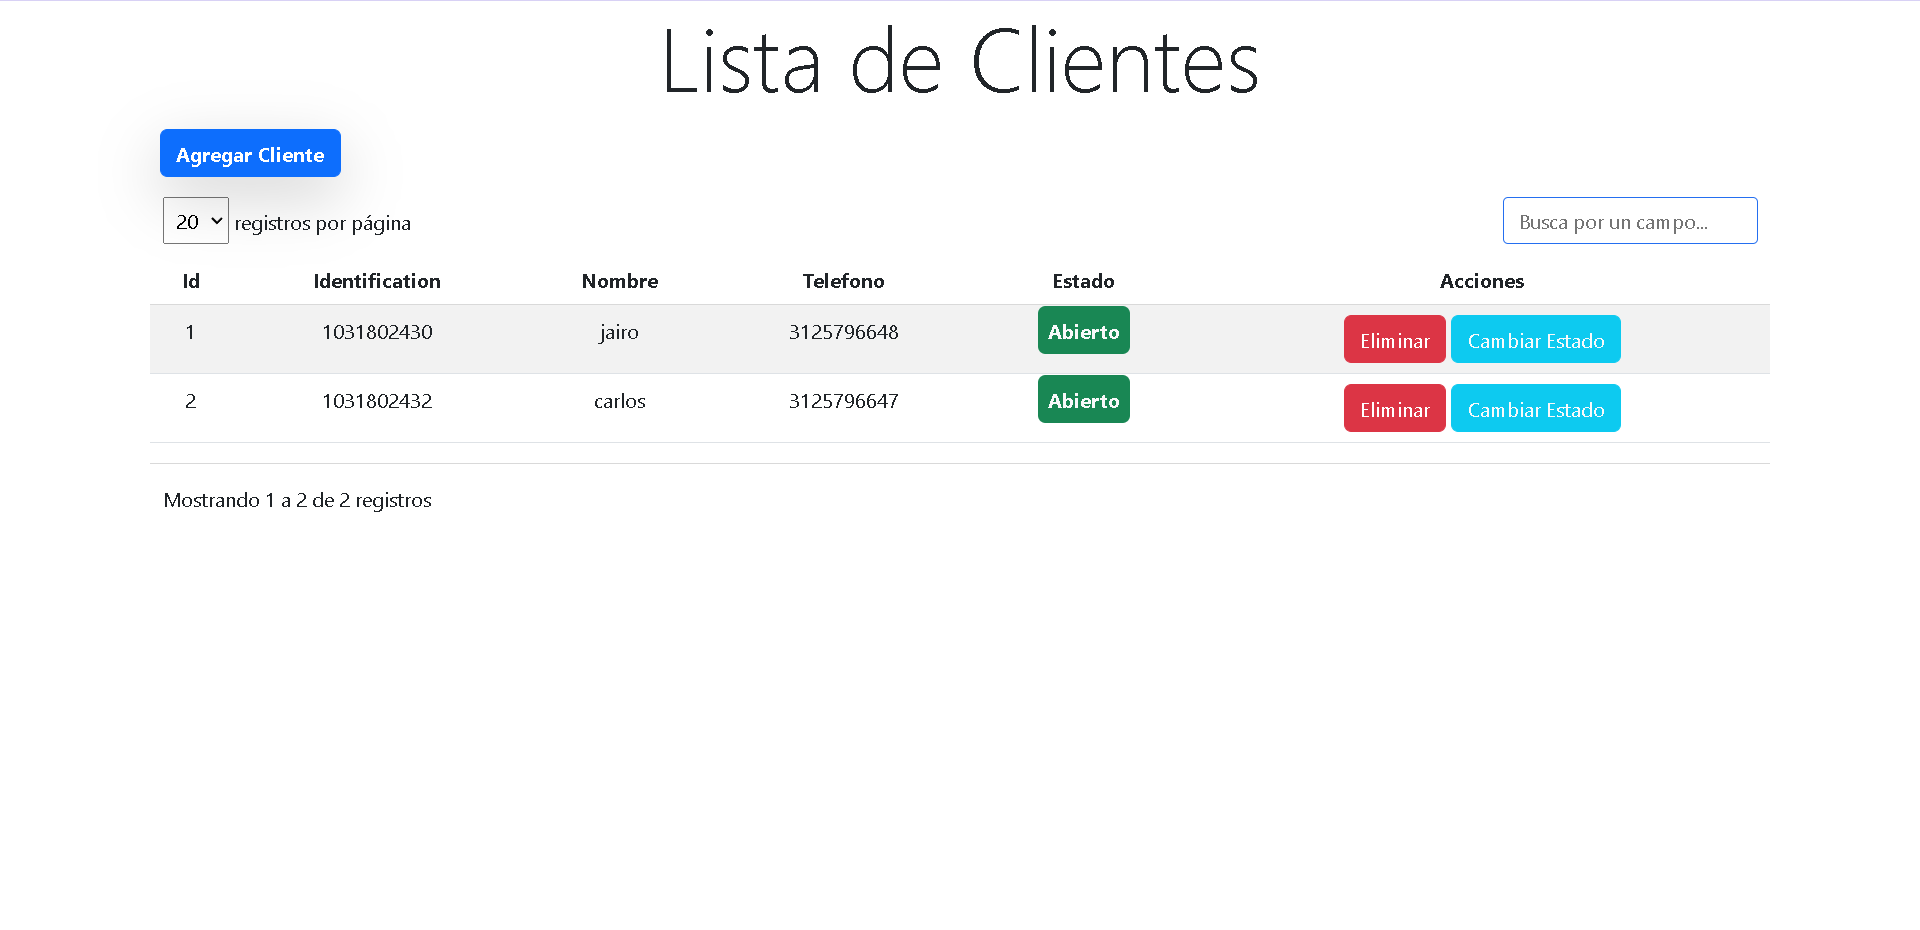 Lista de Clientes
Agregar Cliente
20 registros por página
Busca por un campo...
Id Identification Nombre Telefono Estado Acciones
1 1031802430 jairo 3125796648 Abierto Eliminar Cambiar Estado
2 1031802432 carlos 3125796647 Abierto Eliminar Cambiar Estado
Mostrando 1 a 2 de 2 registros